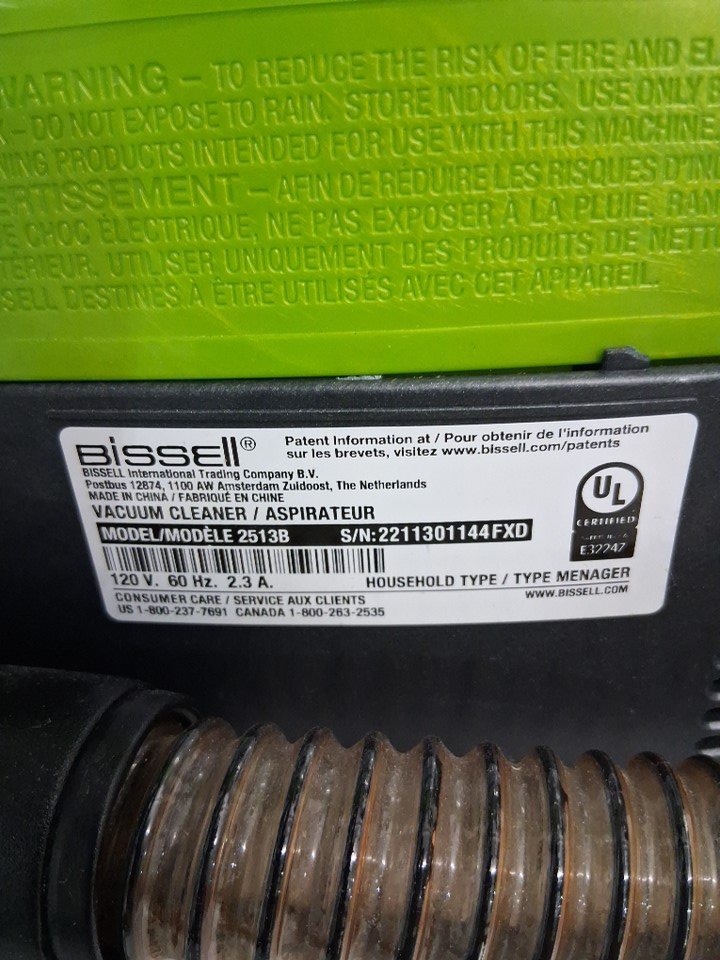 WARNING – TO REDUCE THE RISK OF FIRE AND
– DO NOT EXPOSE TO RAIN. STORE INDOORS. USE ONLY
NING PRODUCTS INTENDED FOR USE WITH THIS MACHINE
ERTISSEMENT – AFIN DE RÉDUIRE LES RISQUES
CHOC ÉLECTRIQUE, NE PAS EXPOSER À LA PLUIE.
TÉRIEUR. UTILISER UNIQUEMENT DES PRODUITS DE
SSELL DESTINÉS À ÊTRE UTILISÉS AVEC CET APPAREIL.
BISSELL®
Patent Information at / Pour obtenir de l'information
sur les brevets, visitez www.bissell.com/patents
BISSELL International Trading Company B.V.
Postbus 12874, 1100 AW Amsterdam Zuidoost, The Netherlands
MADE IN CHINA / FABRIQUÉ EN CHINE
VACUUM CLEANER / ASPIRATEUR
MODEL/MODÈLE 2513B S/N:2211301144FXD
120 V. 60 Hz. 2.3 A. HOUSEHOLD TYPE / TYPE MENAGER
CONSUMER CARE / SERVICE AUX CLIENTS
US 1-800-237-7691 CANADA 1-800-263-2535
WWW.BISSELL.COM
UL
CERTIFIED
E32247